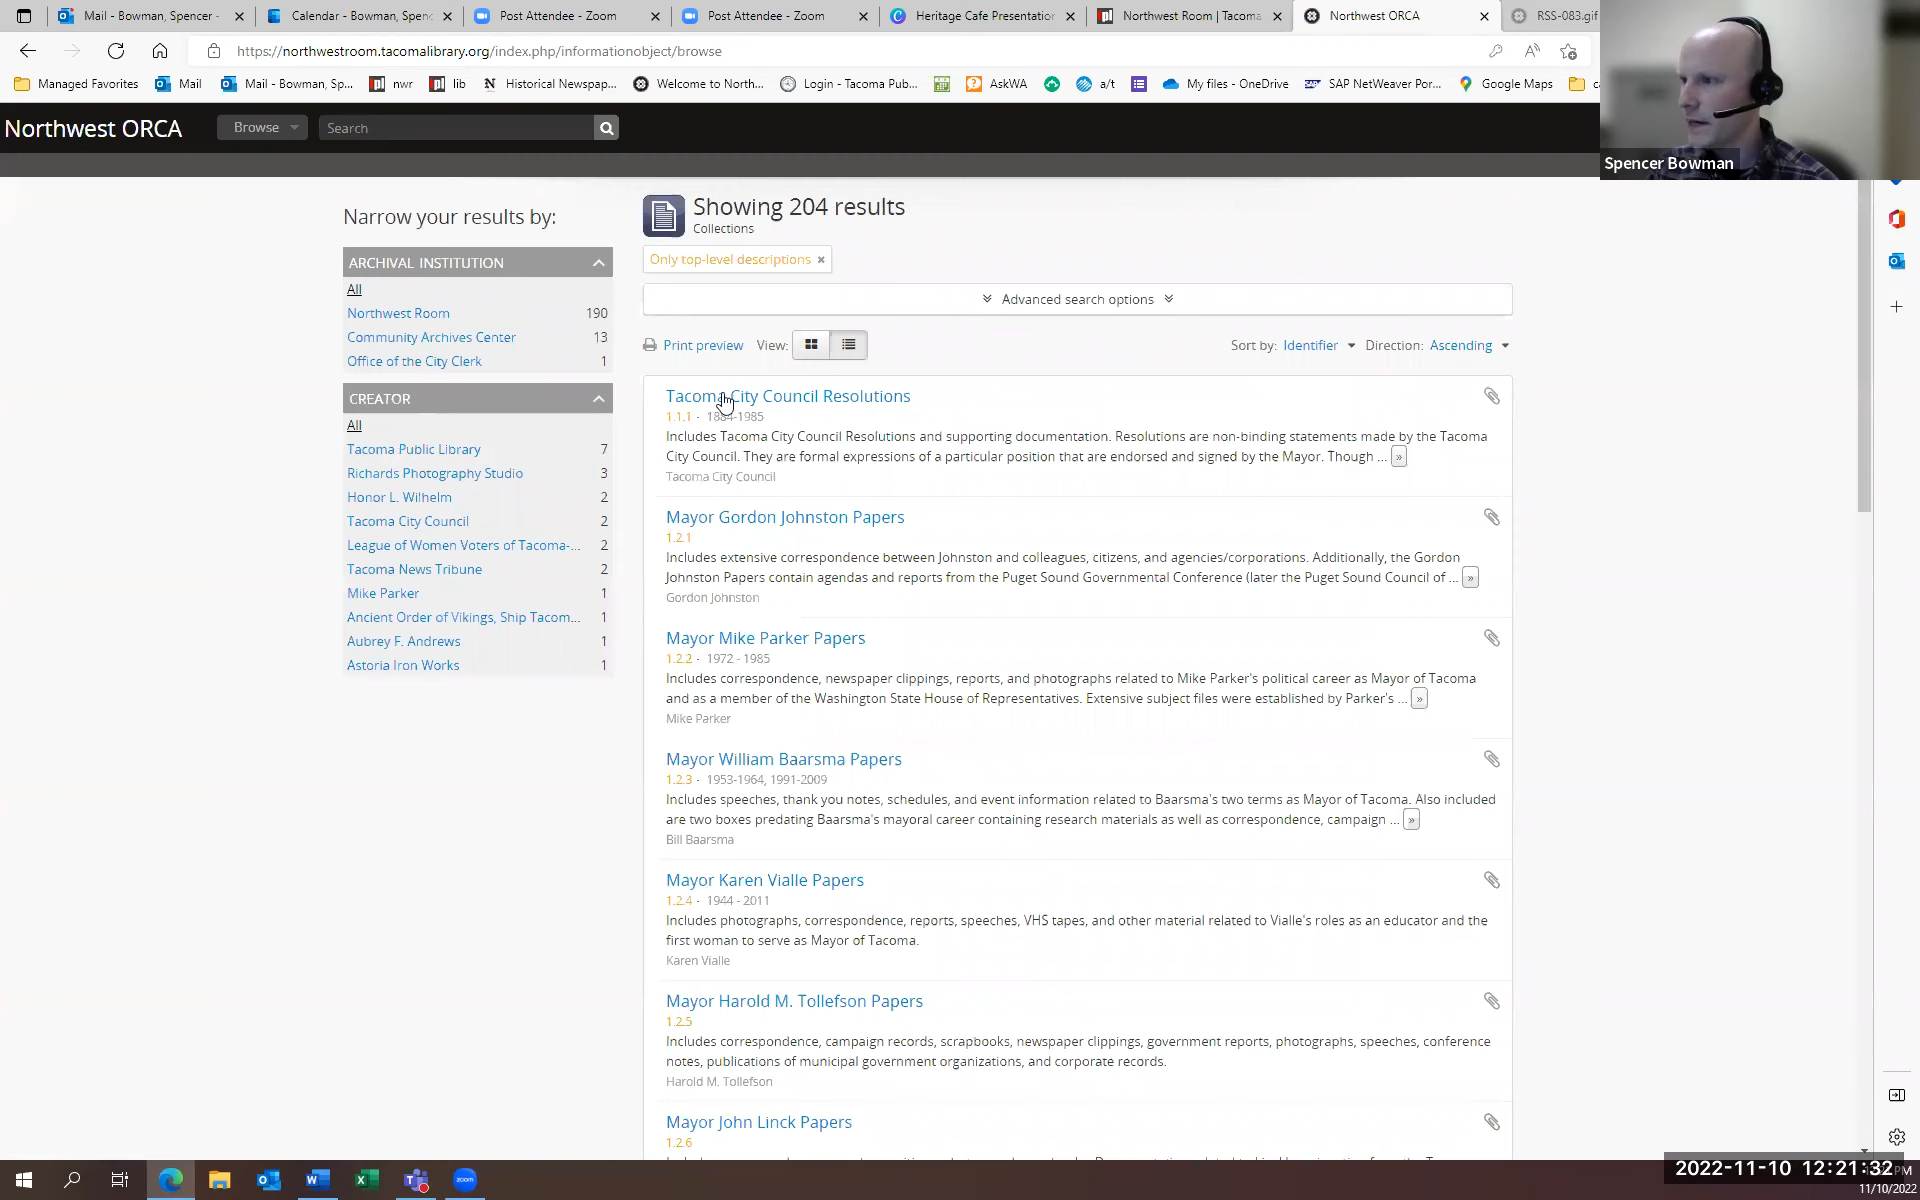 Mail - Bowman, Spencer -
Calendar - Bowman, Spenc
Post Attendee - Zoom
Post Attendee - Zoom
Heritage Cafe Presentation
Northwest Room | Tacoma
Northwest ORCA
RSS-083.gif
https://northwestroom.tacomalibrary.org/index.php/informationobject/browse
Managed Favorites
Mail
Mail - Bowman, Sp...
nwr
lib
Historical Newspap...
Welcome to North...
Login - Tacoma Pub...
AskWA
a/t
My files - OneDrive
SAP NetWeaver Por...
Google Maps
Spencer Bowman
Northwest ORCA
Browse
Search
Narrow your results by:
ARCHIVAL INSTITUTION
All
Northwest Room 190
Community Archives Center 13
Office of the City Clerk 1
CREATOR
All
Tacoma Public Library 7
Richards Photography Studio 3
Honor L. Wilhelm 2
Tacoma City Council 2
League of Women Voters of Tacoma-... 2
Tacoma News Tribune 2
Mike Parker 1
Ancient Order of Vikings, Ship Tacom... 1
Aubrey F. Andrews 1
Astoria Iron Works 1
Showing 204 results
Collections
Only top-level descriptions ×
Advanced search options
Print preview View:
Sort by: Identifier Direction: Ascending
Tacoma City Council Resolutions
1.1.1 - 1884-1985
Includes Tacoma City Council Resolutions and supporting documentation. Resolutions are non-binding statements made by the Tacoma
City Council. They are formal expressions of a particular position that are endorsed and signed by the Mayor. Though ... »
Tacoma City Council
Mayor Gordon Johnston Papers
1.2.1
Includes extensive correspondence between Johnston and colleagues, citizens, and agencies/corporations. Additionally, the Gordon
Johnston Papers contain agendas and reports from the Puget Sound Governmental Conference (later the Puget Sound Council of ... »
Gordon Johnston
Mayor Mike Parker Papers
1.2.2 - 1972 - 1985
Includes correspondence, newspaper clippings, reports, and photographs related to Mike Parker's political career as Mayor of Tacoma
and as a member of the Washington State House of Representatives. Extensive subject files were established by Parker's ... »
Mike Parker
Mayor William Baarsma Papers
1.2.3 - 1953-1964, 1991-2009
Includes speeches, thank you notes, schedules, and event information related to Baarsma's two terms as Mayor of Tacoma. Also included
are two boxes predating Baarsma's mayoral career containing research materials as well as correspondence, campaign ... »
Bill Baarsma
Mayor Karen Vialle Papers
1.2.4 - 1944 - 2011
Includes photographs, correspondence, reports, speeches, VHS tapes, and other material related to Vialle's roles as an educator and the
first woman to serve as Mayor of Tacoma.
Karen Vialle
Mayor Harold M. Tollefson Papers
1.2.5
Includes correspondence, campaign records, scrapbooks, newspaper clippings, government reports, photographs, speeches, conference
notes, publications of municipal government organizations, and corporate records.
Harold M. Tollefson
Mayor John Linck Papers
1.2.6
2022-11-10 12:21:32
PM
11/10/2022